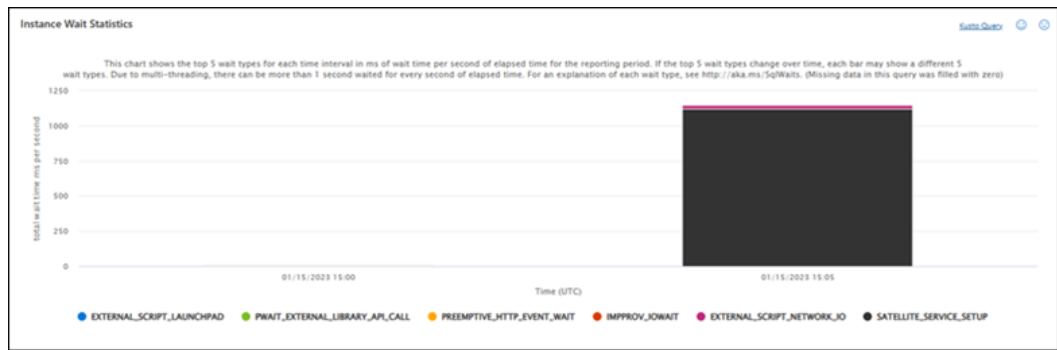 Instance Wait Statistics
Kusto Query
This chart shows the top 5 wait types for each time interval in ms of wait time per second of elapsed time for the reporting period. If the top 5 wait types change over time, each bar may show a different 5
wait types. Due to multi-threading, there can be more than 1 second waited for every second of elapsed time. For an explanation of each wait type, see http://aka.ms/SqlWaits. (Missing data in this query was filled with zero)
1250
1000
750
500
250
0
total wait time ms per second
01/15/2023 15:00
01/15/2023 15:05
Time (UTC)
EXTERNAL_SCRIPT_LAUNCHPAD
PWAIT_EXTERNAL_LIBRARY_API_CALL
PREEMPTIVE_HTTP_EVENT_WAIT
IMPPROV_IOWAIT
EXTERNAL_SCRIPT_NETWORK_IO
SATELLITE_SERVICE_SETUP